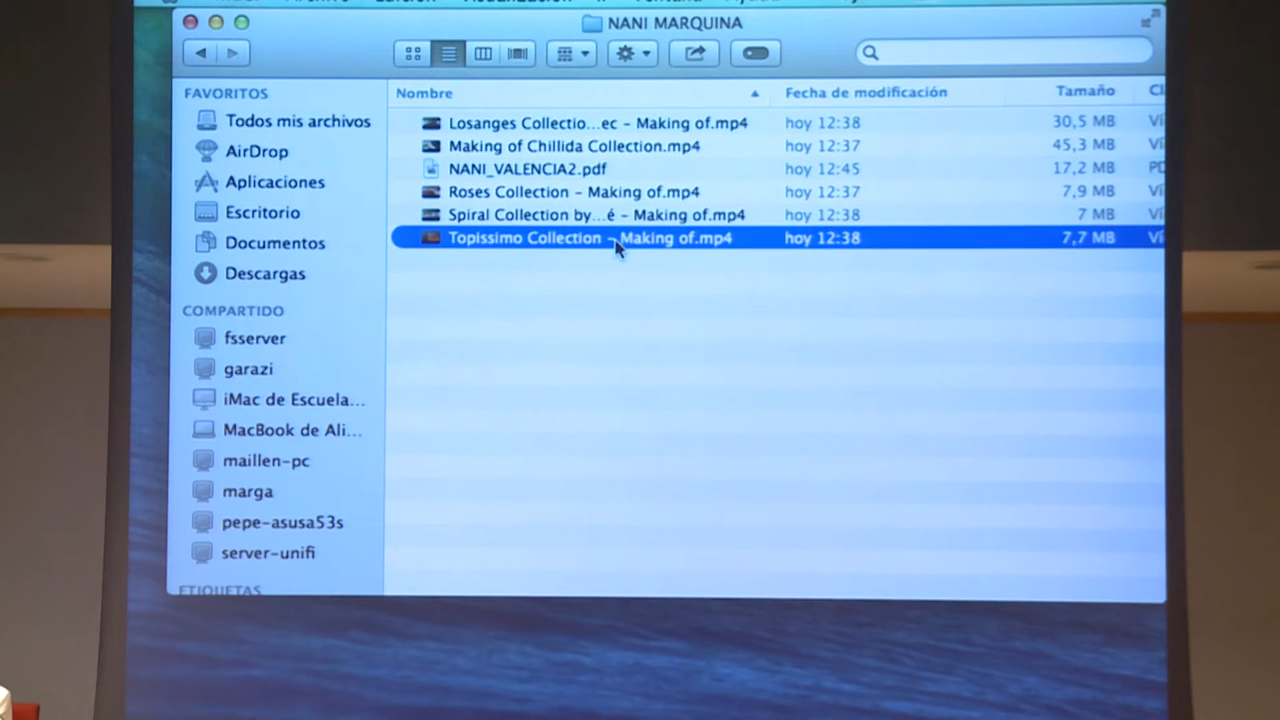 NANI MARQUINA
FAVORITOS
Todos mis archivos
AirDrop
Aplicaciones
Escritorio
Documentos
Descargas
COMPARTIDO
fsserver
garazi
iMac de Escuela...
MacBook de Ali...
maillen-pc
marga
pepe-asusa53s
server-unifi
ETIQUETAS
Nombre Fecha de modificación Tamaño
Losanges Collectio...ec - Making of.mp4 hoy 12:38 30,5 MB
Making of Chillida Collection.mp4 hoy 12:37 45,3 MB
NANI_VALENCIA2.pdf hoy 12:45 17,2 MB
Roses Collection - Making of.mp4 hoy 12:37 7,9 MB
Spiral Collection by...é - Making of.mp4 hoy 12:38 7 MB
Topissimo Collection - Making of.mp4 hoy 12:38 7,7 MB